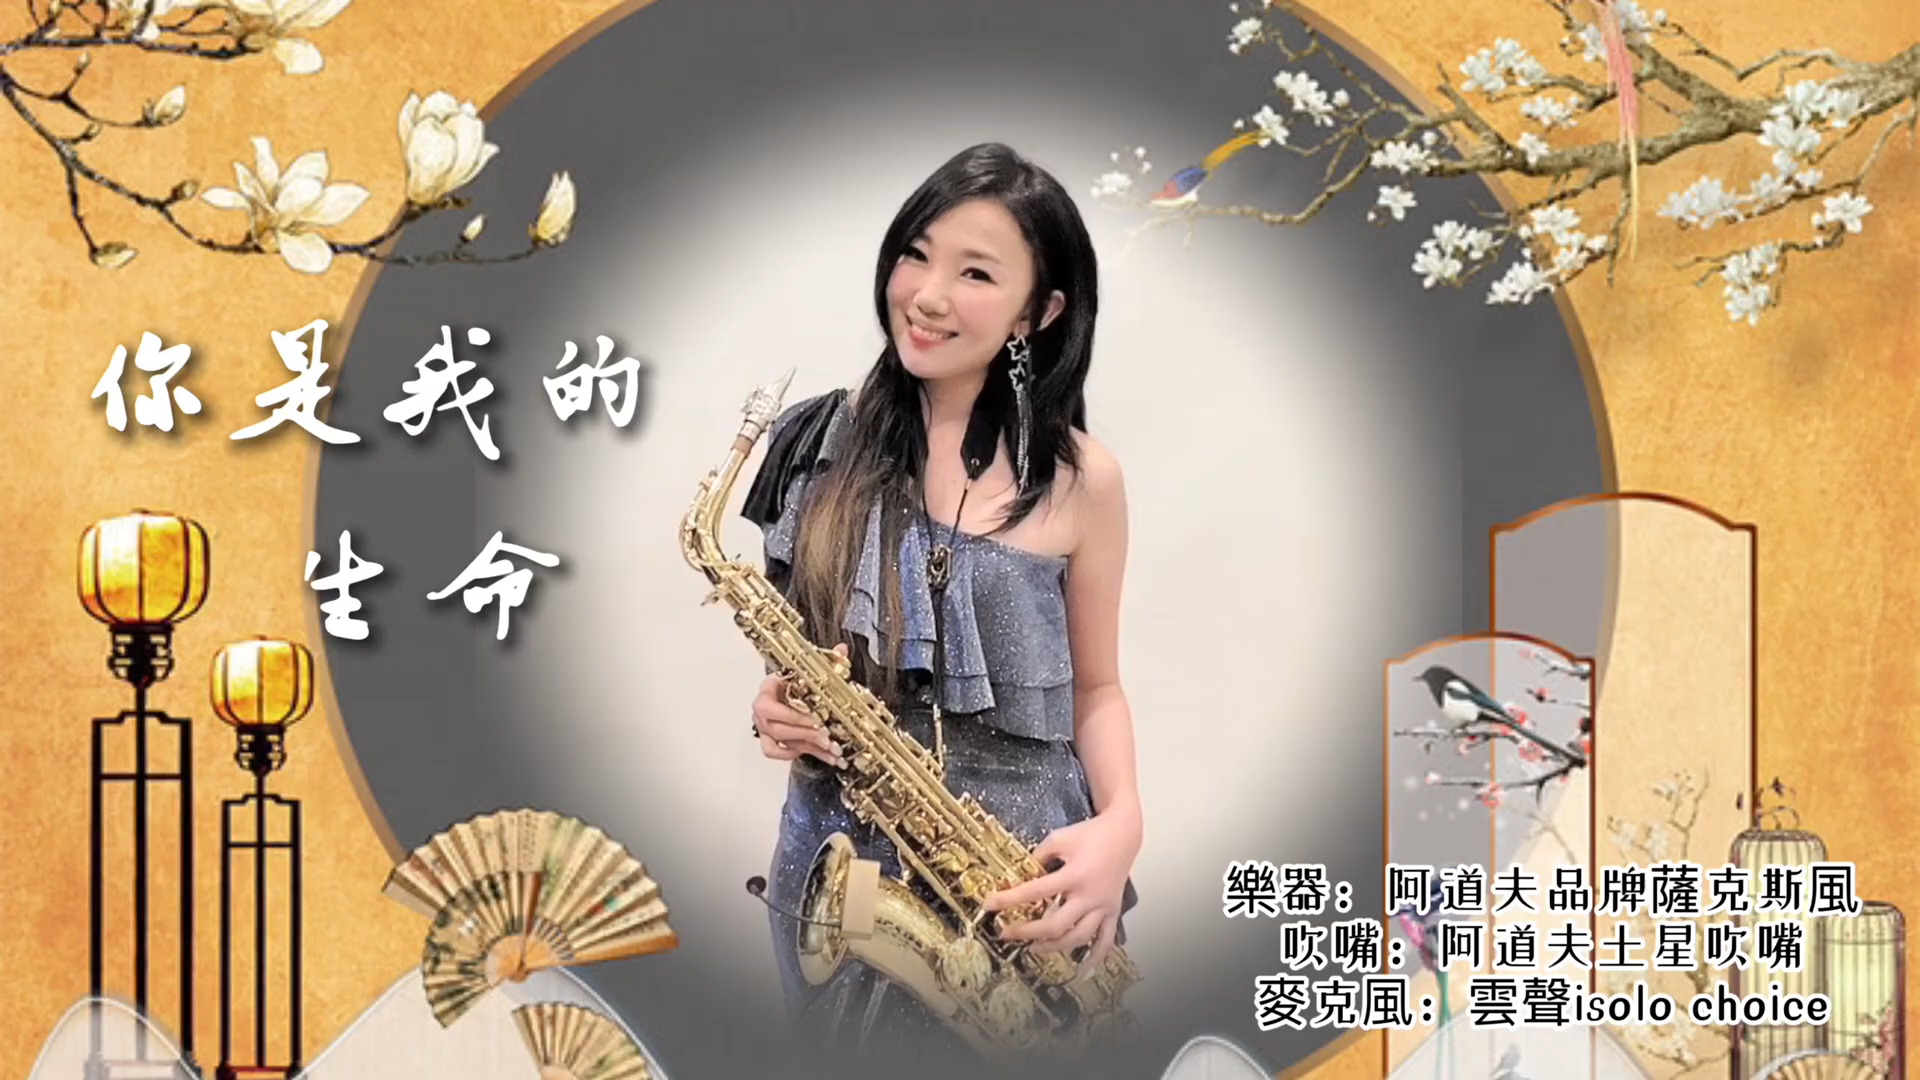 你是我的
生命
樂器：阿道夫品牌薩克斯風
吹嘴：阿道夫土星吹嘴
麥克風：雲聲isolo choice